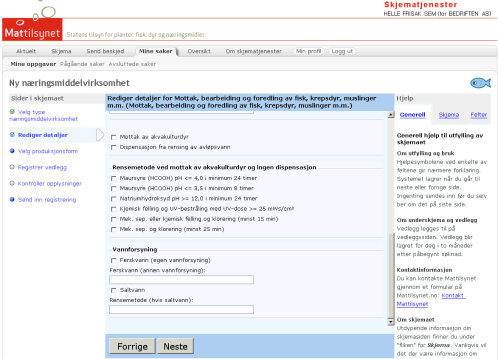 Skjematjenester
HELLE FRISAK SEM (for BEDRIFTEN AS)
Mattilsynet
Statens tilsyn for planter, fisk, dyr og næringsmidler
Aktuelt Skjema Send beskjed Mine saker Oversikt Om skjematjenester Min profil Logg ut
Mine oppgaver Pågående saker Avsluttede saker
Ny næringsmiddelvirksomhet
Sider i skjemaet
Velg type næringsmiddelvirksomhet
Rediger detaljer
Velg produksjonsform
Registrer vedlegg
Kontroller opplysninger
Send inn registrering
Rediger detaljer for Mottak, bearbeiding og foredling av fisk, krepsdyr, muslinger
m.m. (Mottak, bearbeiding og foredling av fisk, krepsdyr, muslinger m.m.)
Mottak av akvakulturdyr
Dispensasjon fra rensing av avløpsvann
Rensemetode ved mottak av akvakulturdyr og ingen dispensasjon
Maursyre (HCOOH) pH <= 4,0 i minimum 24 timer
Maursyre (HCOOH) pH <= 3,5 i minimum 8 timer
Natriumhydroksyd pH >= 12,0 i minimum 24 timer
Kjemisk felling og UV-bestråling med UV-dose >= 25 mWs/cm²
Mek. sep. eller kjemisk felling og klorering (minst 15 min)
Mek. sep. og klorering (minst 25 min)
Vannforsyning
Ferskvann (egen vannforsyning)
Ferskvann (annen vannforsyning):
Saltvann
Rensemetode (hvis saltvann):
Forrige Neste
Hjelp
Generell Skjema Felter
Generell hjelp til utfylling av
skjemaet
Om utfylling og bruk
Hjelpesymbolene ved enkelte av
feltene gir nærmere forklaring.
Systemet lagrer når du går til
neste eller forrige side.
Ingenting sendes inn før du selv
ber om det på siste side.
Om underskjema og vedlegg
Vedlegg legges til på
vedleggssiden. Vedlegg blir
lagret for deg i to måneder
etter påbegynt søknad.
Kontaktinformasjon
Du kan kontakte Mattilsynet
gjennom et formular på
Mattilsynet.no: Kontakt
Mattilsynet
Om skjemaet
Utdypende informasjon om
skjemasiden finner du under
"fliken" for Skjema. Vanligvis vil
det der være informasjon om